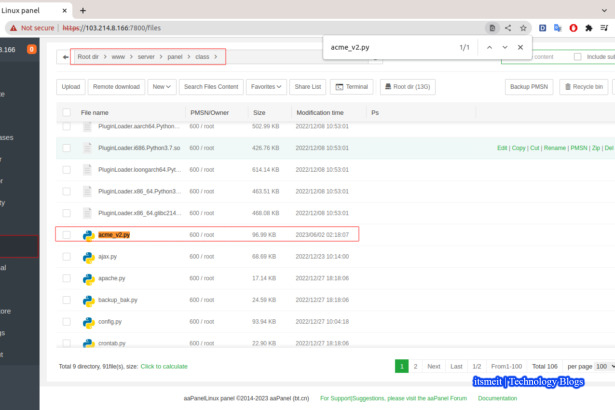 Linux panel
Not secure
https://103.214.8.166:7800/files
acme_v2.py
1/1
8.166
0
Root dir > www > server > panel > class >
content
Include sul
Upload
Remote download
New
Search Files Content
Favorites
Share List
Terminal
Root dir (13G)
Backup PMSN
Recycle bin
File name
PMSN/Owner
Size
Modification time
Ps
PluginLoader.aarch64.Python... 600 / root 502.99 KB 2022/12/08 10:53:01
PluginLoader.i686.Python3.7.so 600 / root 426.76 KB 2022/12/08 10:53:01 Edit | Copy | Cut | Rename | PMSN | Zip | Del
PluginLoader.loongarch64.Pyt... 600 / root 614.14 KB 2022/12/08 10:53:01
PluginLoader.x86_64.Python3... 600 / root 463.51 KB 2022/12/08 10:53:01
PluginLoader.x86_64.glibc214... 600 / root 468.08 KB 2022/12/08 10:53:01
acme_v2.py 600 / root 96.99 KB 2023/06/02 02:18:07
ajax.py 600 / root 68.69 KB 2022/12/23 10:14:00
apache.py 600 / root 17.14 KB 2022/12/27 18:18:06
backup_bak.py 600 / root 24.59 KB 2022/12/27 18:18:06
config.py 600 / root 93.94 KB 2022/12/27 10:04:18
crontab.py 600 / root 22.90 KB 2022/12/27 18:18:06
Total 9 directory, 91file(s), size: Click to calculate
1
2
Next
Last
1/2
From1-100
Total 106
per page
100
itsmeit | Technology Blogs
aaPanelLinux panel ©2014-2023 aaPanel (bt.cn)
For Support|Suggestions, please visit the aaPanel Forum
Documentation